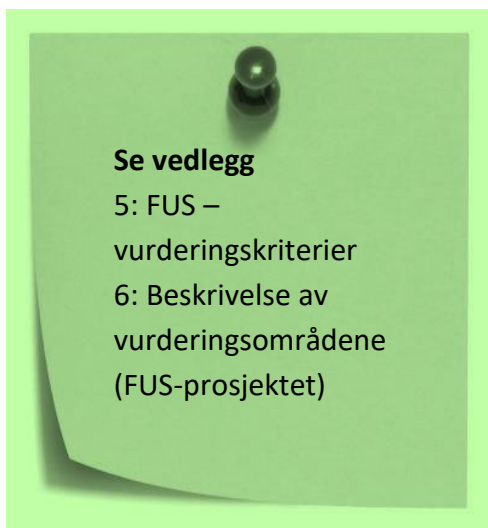 Se vedlegg
5: FUS –
vurderingskriterier
6: Beskrivelse av
vurderingsområdene
(FUS-prosjektet)